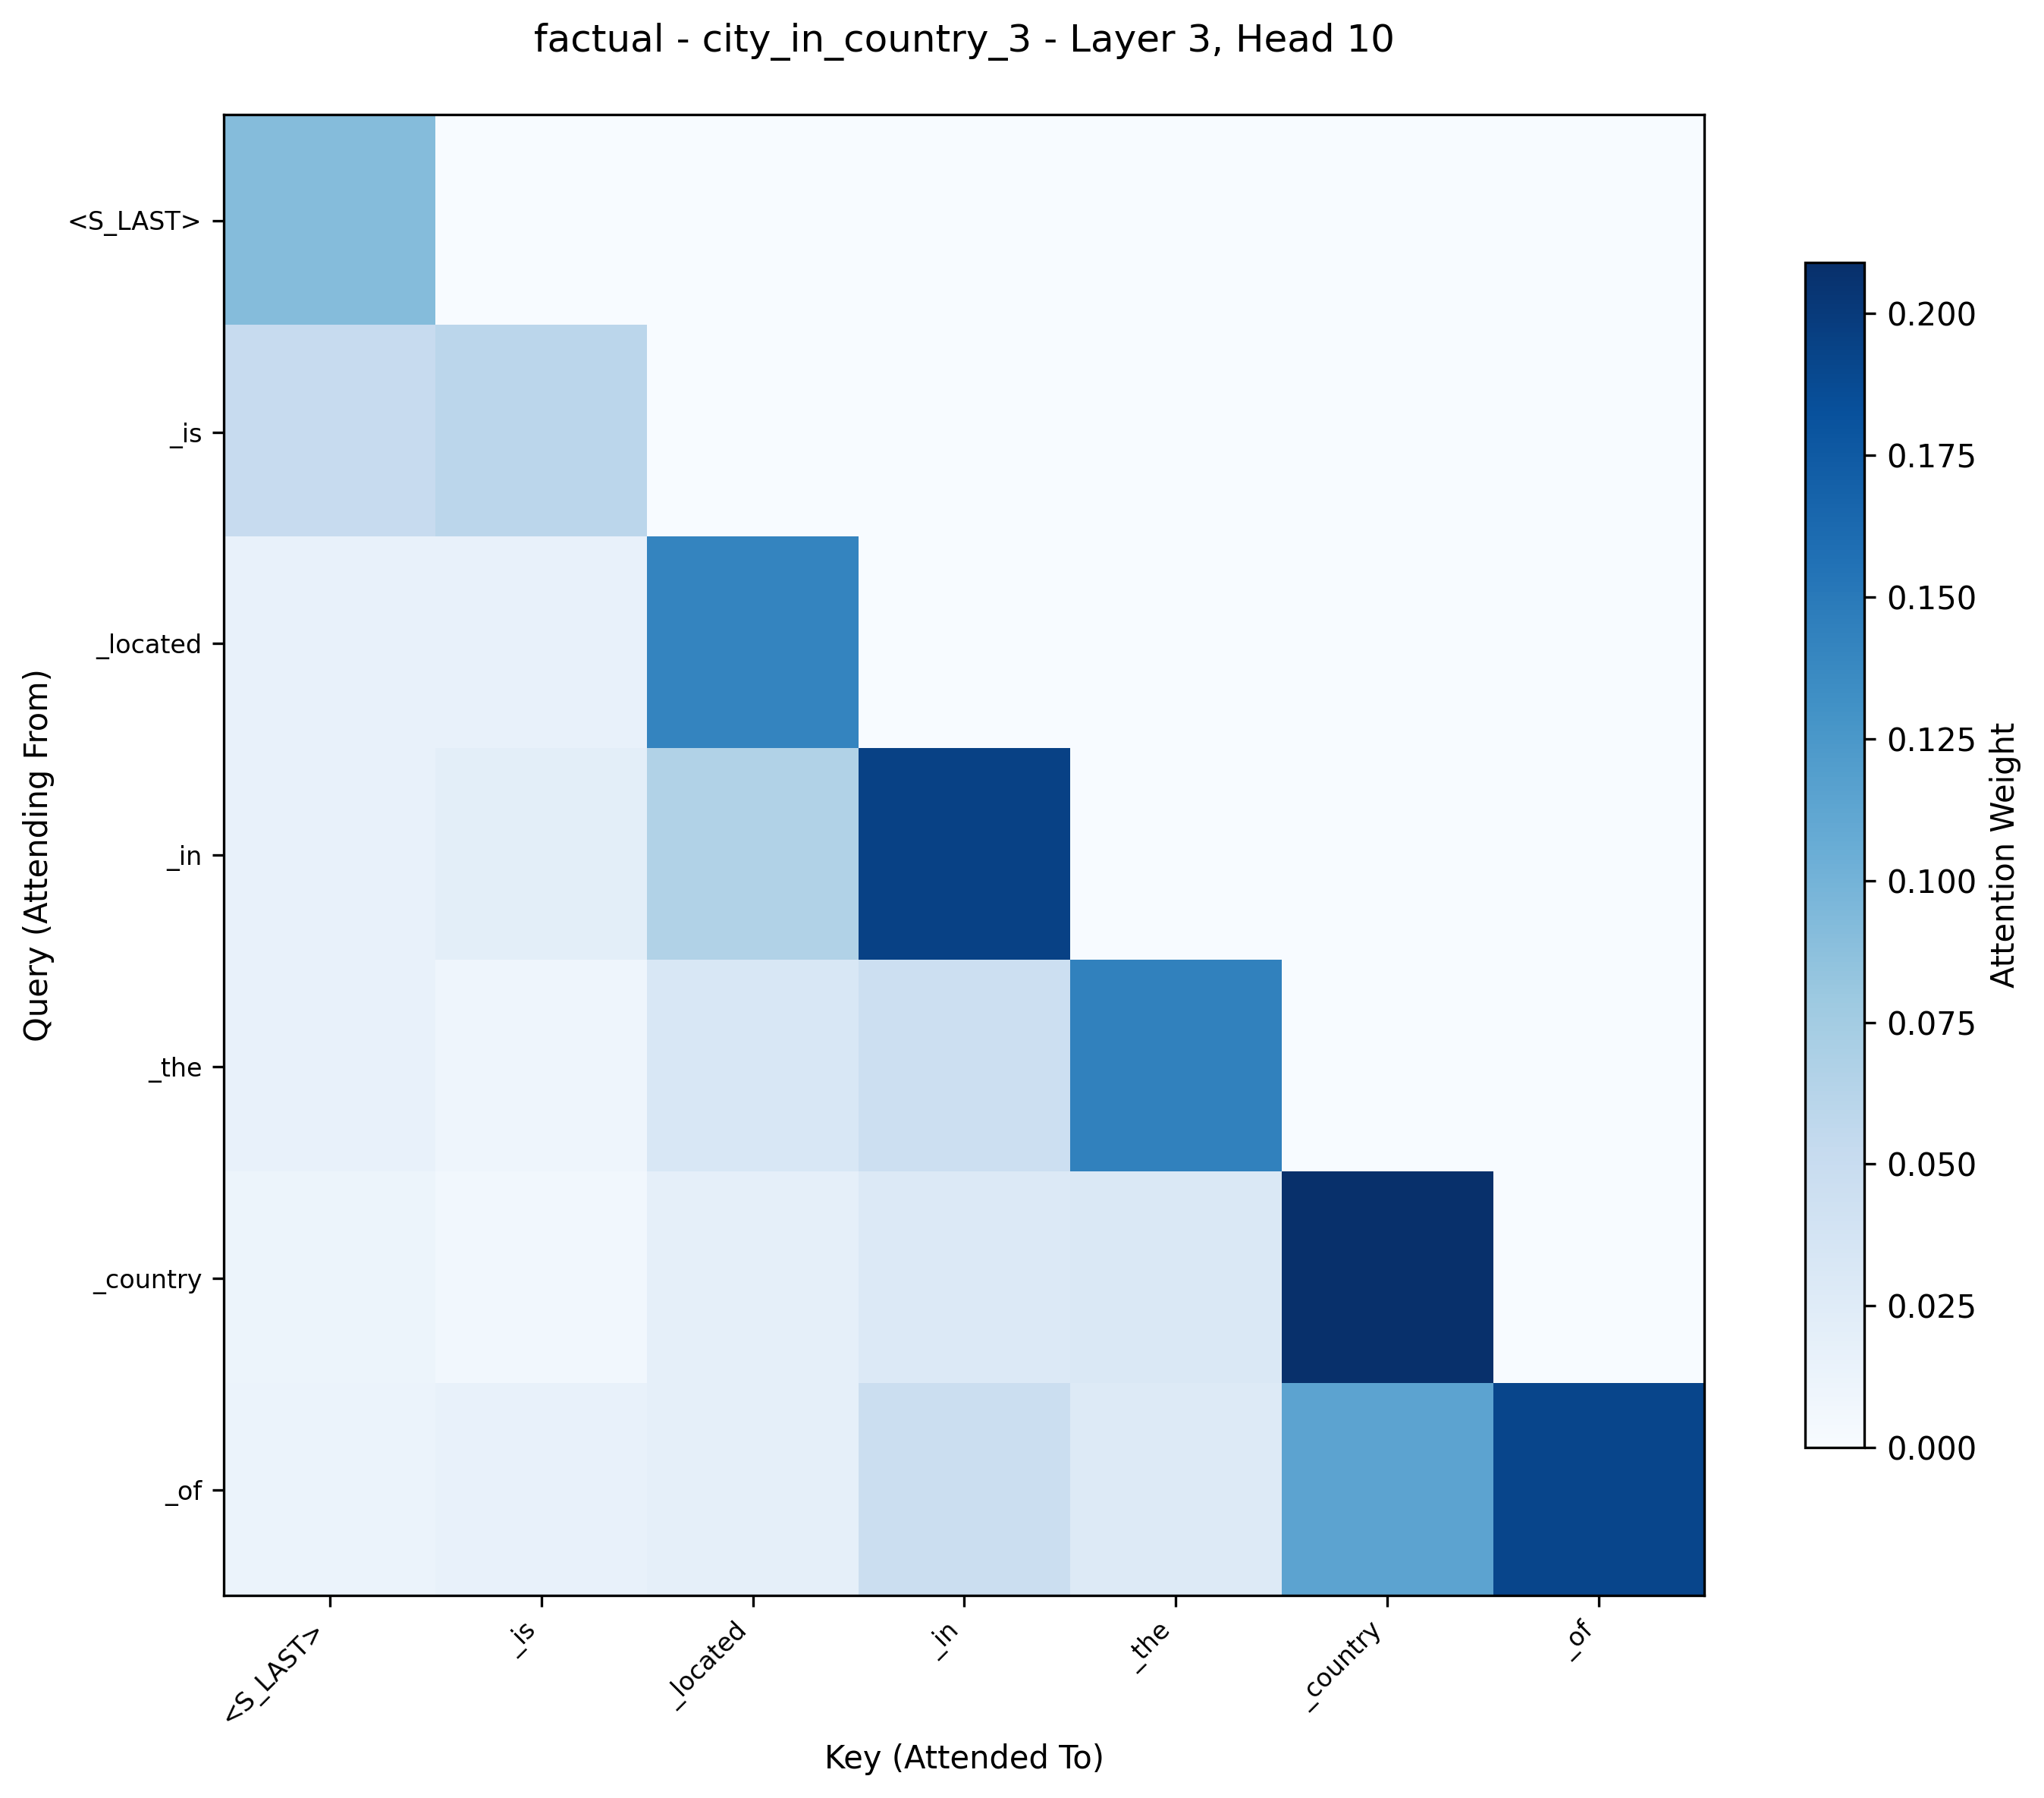 factual - city_in_country_3 - Layer 3, Head 10
Query (Attending From)
<S_LAST>
_is
_located
_in
_the
_country
_of
<S_LAST>
_is
_located
_in
_the
_country
_of
Key (Attended To)
0.200
0.175
0.150
0.125
0.100
0.075
0.050
0.025
0.000
Attention Weight